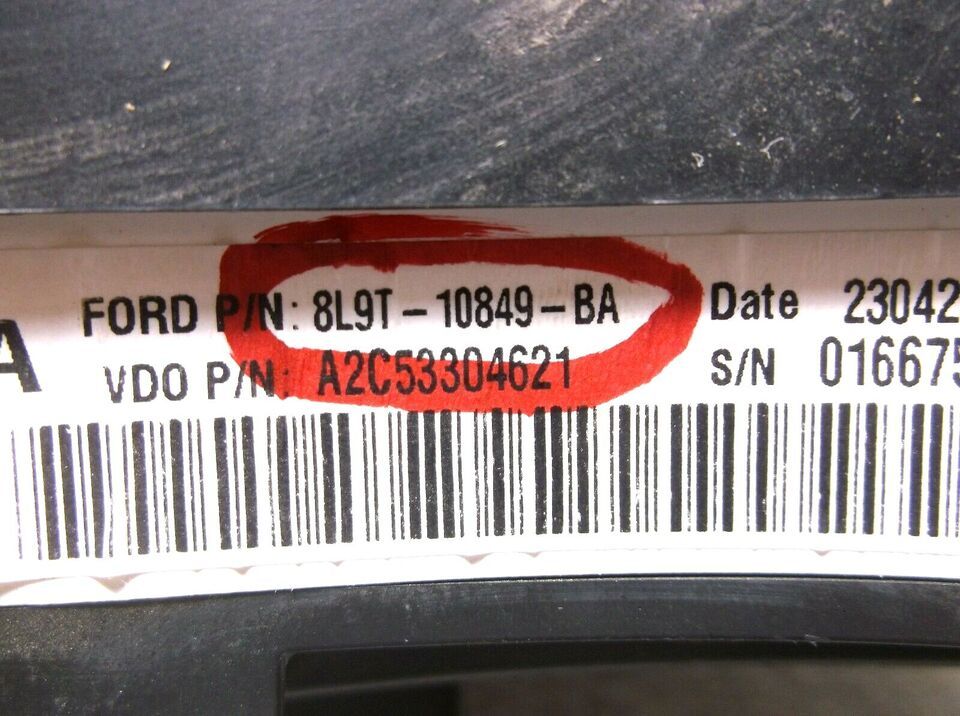 FORD P/N: 8L9T-10849-BA Date 23042
A
VDO P/N: A2C53304621 S/N 016675